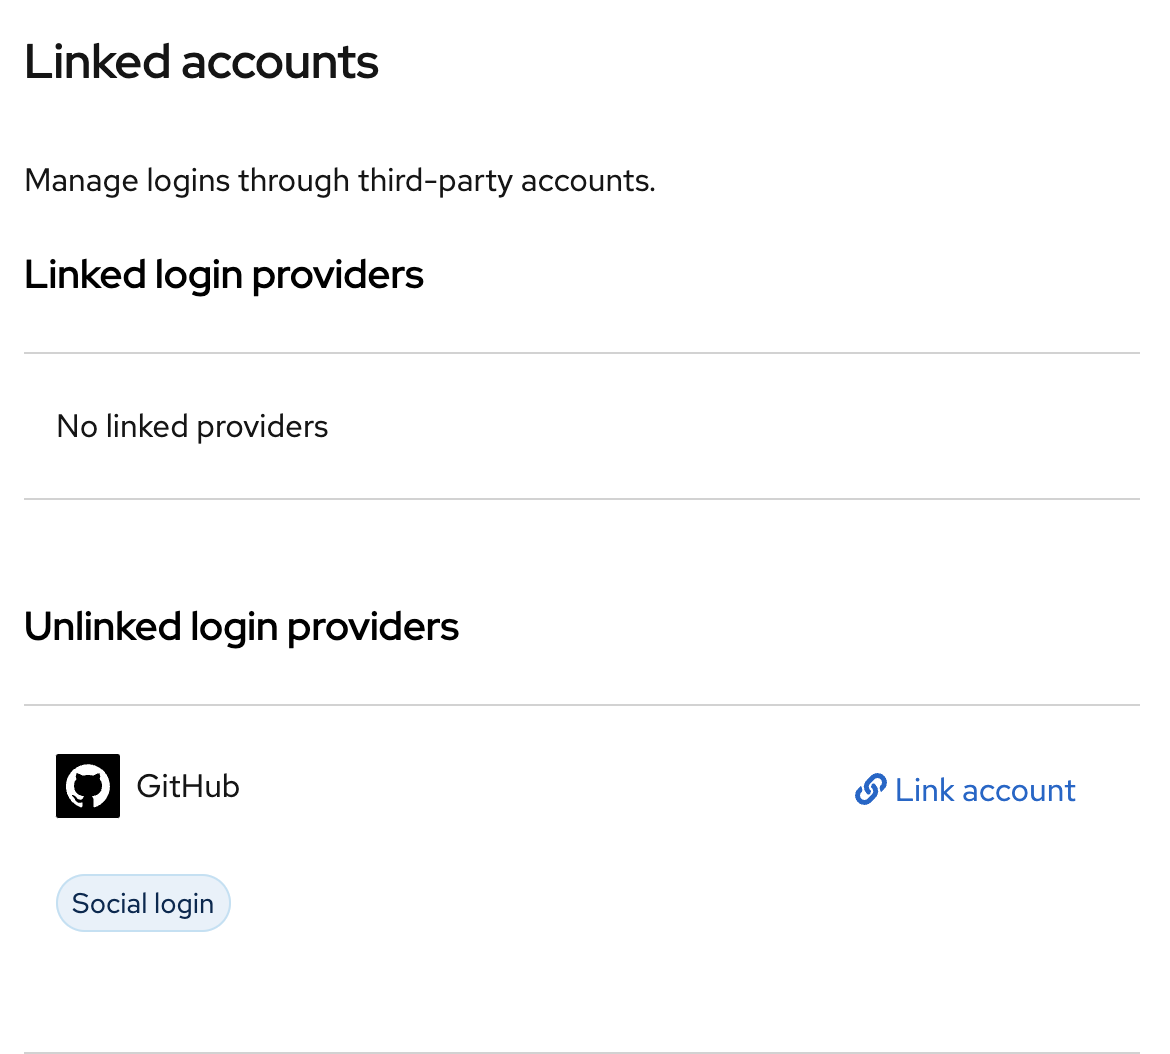 Linked accounts
Manage logins through third-party accounts.
Linked login providers
No linked providers
Unlinked login providers
GitHub
Link account
Social login